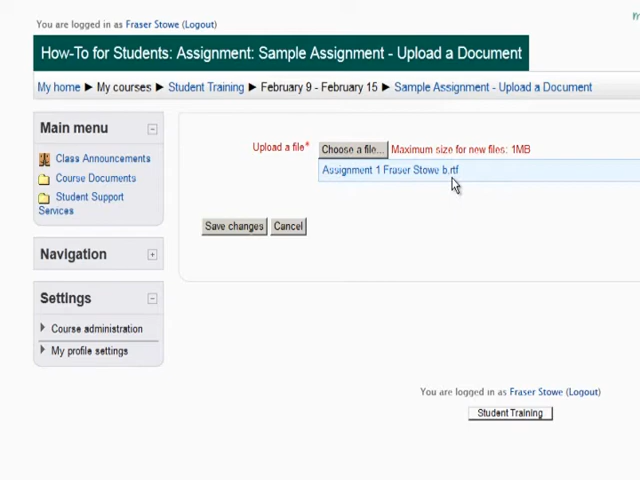 You are logged in as Fraser Stowe (Logout)
How-To for Students: Assignment: Sample Assignment - Upload a Document
My home ► My courses ► Student Training ► February 9 - February 15 ► Sample Assignment - Upload a Document
Main menu
Class Announcements
Course Documents
Student Support
Services
Navigation
Settings
Course administration
My profile settings
Upload a file*
Choose a file... Maximum size for new files: 1MB
Assignment 1 Fraser Stowe b.rtf
Save changes Cancel
You are logged in as Fraser Stowe (Logout)
Student Training